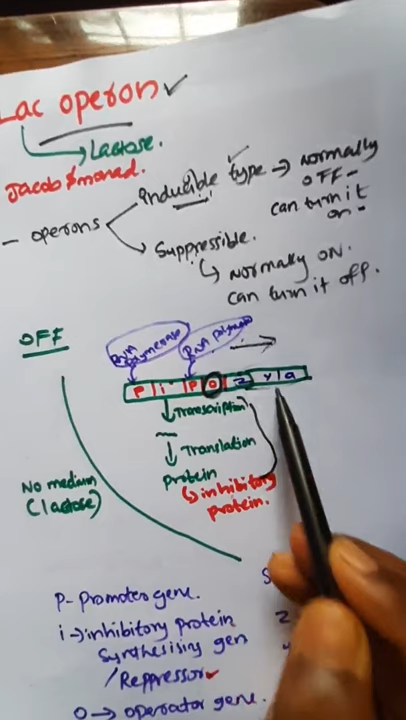 Lac operon ✓
Lactose.
Jacob & monad.
- operons
Inducible type → normally
OFF -
can turn it
on -
Suppressible.
↳ normally ON.
can turn it off.
OFF
RNA
polymerase
RNA polymerase
P i P O Z Y a
Transcription
Translation
Protein
↳ inhibitory
protein.
No medium
(lactose)
P - Promoter gene.
i → inhibitory protein
Synthesising gen
/Reppressor
O → operator gene.
S
Z